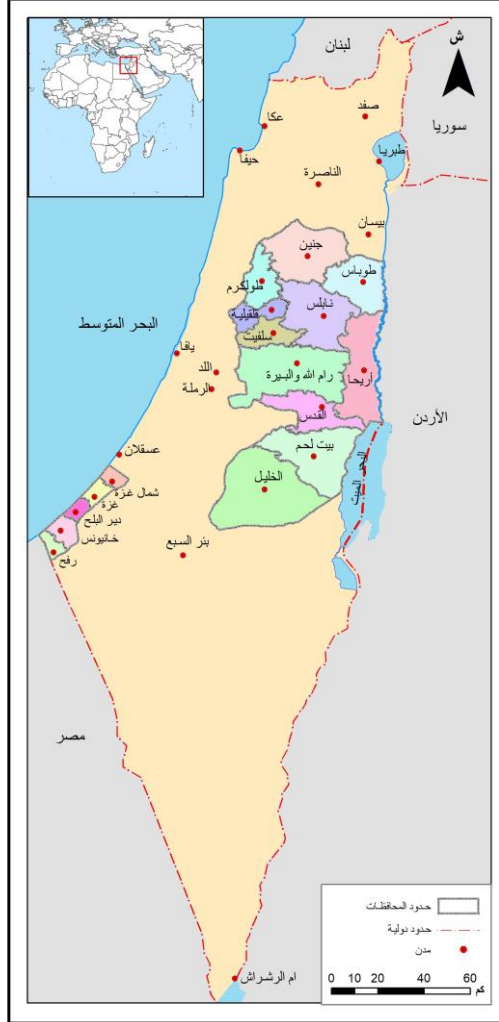 لبنان
ش
سوريا
صفد
عكا
حيفا
طبريا
الناصرة
بيسان
جنين
طوباس
طولكرم
نابلس
قلقيلية
سلفيت
البحر المتوسط
يافا
اللد
رام الله والبيرة
أريحا
الرملة
القدس
الأردن
عسقلان
بيت لحم
البحر الميت
شمال غزة
الخليل
غزة
دير البلح
خانيونس
بئر السبع
رفح
مصر
حدود المحافظات
حدود دولية
مدن
0 10 20 40 60
كم
ام الرشراش